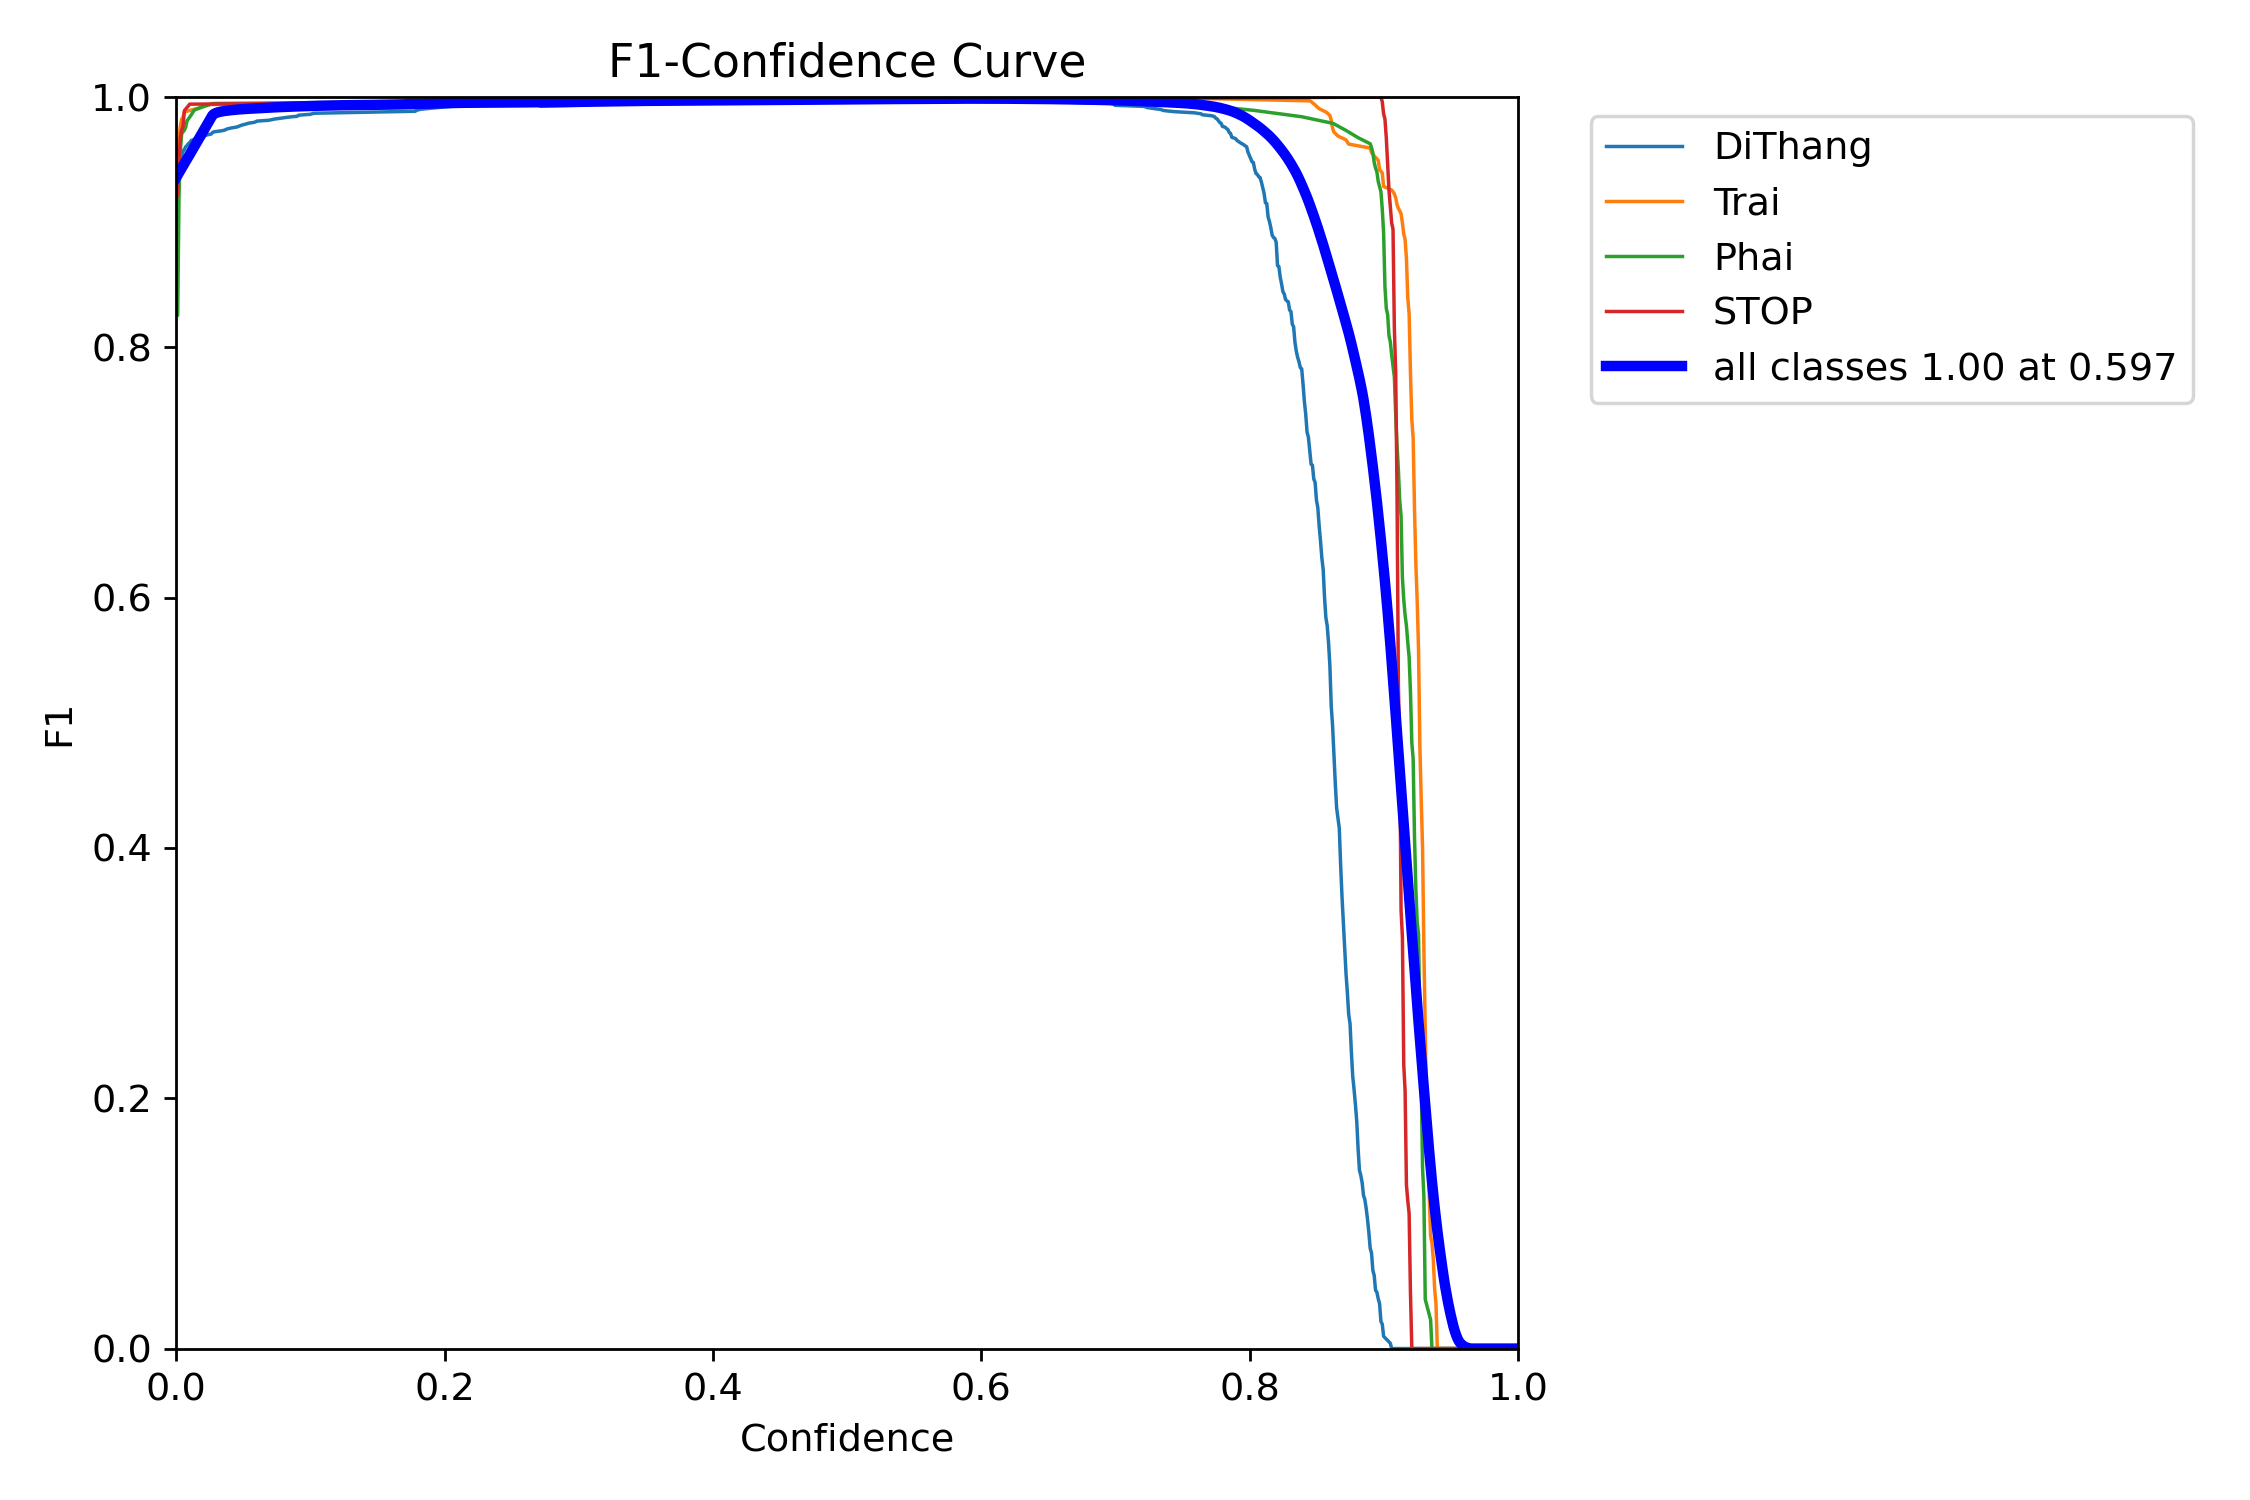 F1-Confidence Curve
1.0
0.8
0.6
0.4
0.2
0.0
F1
0.0 0.2 0.4 0.6 0.8 1.0
Confidence
DiThang
Trai
Phai
STOP
all classes 1.00 at 0.597